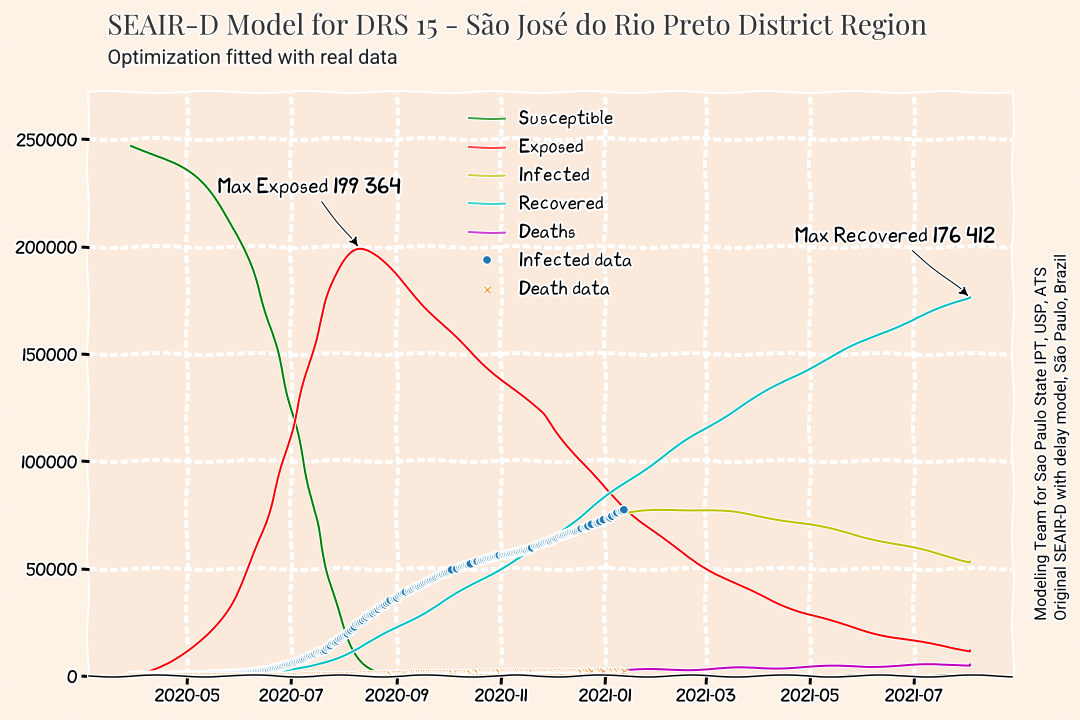 SEAIR-D Model for DRS 15 - São José do Rio Preto District Region
Optimization fitted with real data
Susceptible
Exposed
Infected
Recovered
Deaths
Infected data
Death data
Max Exposed 199 364
Max Recovered 176 412
250000
200000
150000
100000
50000
0
2020-05
2020-07
2020-09
2020-11
2021-01
2021-03
2021-05
2021-07
Modeling Team for Sao Paulo State IPT, USP, ATS
Original SEAIR-D with delay model, São Paulo, Brazil